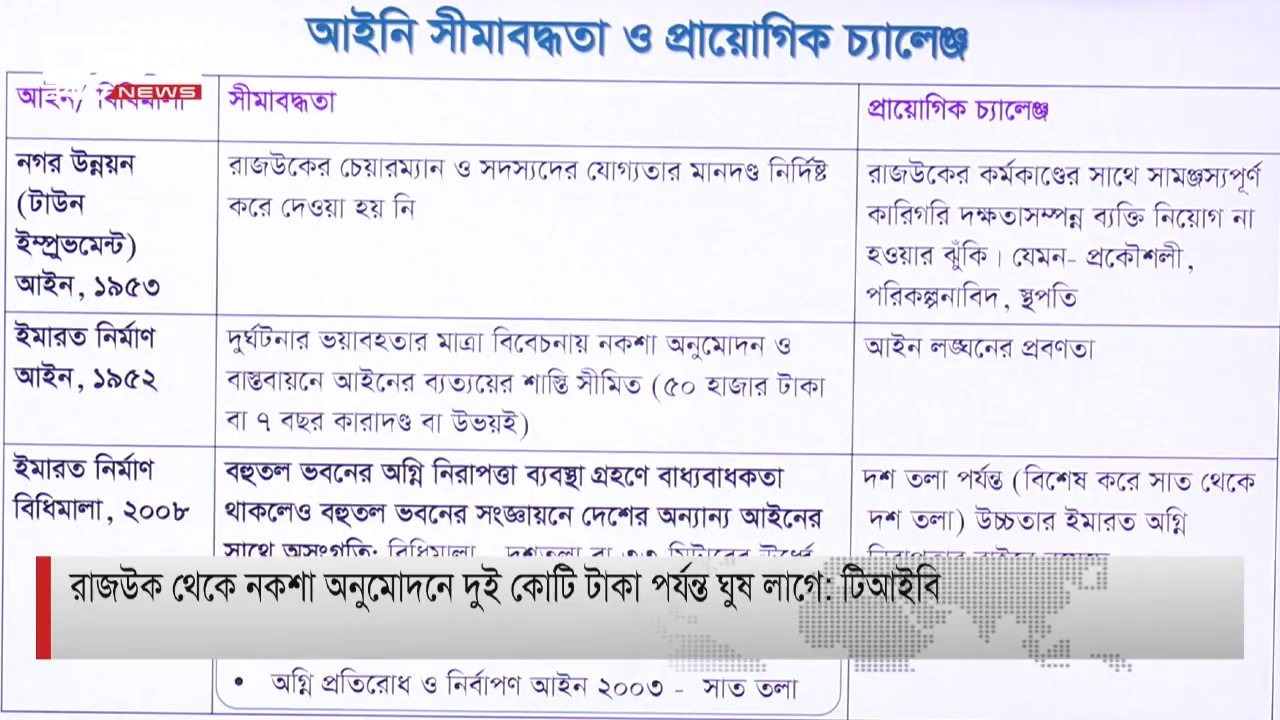 আইনি সীমাবদ্ধতা ও প্রায়োগিক চ্যালেঞ্জ
NEWS
আইন/ বিধিমালা
সীমাবদ্ধতা
প্রায়োগিক চ্যালেঞ্জ
নগর উন্নয়ন
(টাউন
ইম্প্রুভমেন্ট)
আইন, ১৯৫৩
রাজউকের চেয়ারম্যান ও সদস্যদের যোগ্যতার মানদণ্ড নির্দিষ্ট
করে দেওয়া হয় নি
রাজউকের কর্মকাণ্ডের সাথে সামঞ্জস্যপূর্ণ
কারিগরি দক্ষতাসম্পন্ন ব্যক্তি নিয়োগ না
হওয়ার ঝুঁকি। যেমন- প্রকৌশলী,
পরিকল্পনাবিদ, স্থপতি
ইমারত নির্মাণ
আইন, ১৯৫২
দুর্ঘটনার ভয়াবহতার মাত্রা বিবেচনায় নকশা অনুমোদন ও
বাস্তবায়নে আইনের ব্যত্যয়ের শাস্তি সীমিত (৫০ হাজার টাকা
বা ৭ বছর কারাদণ্ড বা উভয়ই)
আইন লঙ্ঘনের প্রবণতা
ইমারত নির্মাণ
বিধিমালা, ২০০৮
বহুতল ভবনের অগ্নি নিরাপত্তা ব্যবস্থা গ্রহণে বাধ্যবাধকতা
থাকলেও বহুতল ভবনের সংজ্ঞায়নে দেশের অন্যান্য আইনের
সাথে অসংগতি: বিধিমালা
দশ তলা পর্যন্ত (বিশেষ করে সাত থেকে
দশ তলা) উচ্চতার ইমারত অগ্নি
রাজউক থেকে নকশা অনুমোদনে দুই কোটি টাকা পর্যন্ত ঘুষ লাগে: টিআইবি
• অগ্নি প্রতিরোধ ও নির্বাপণ আইন ২০০৩ - সাত তলা